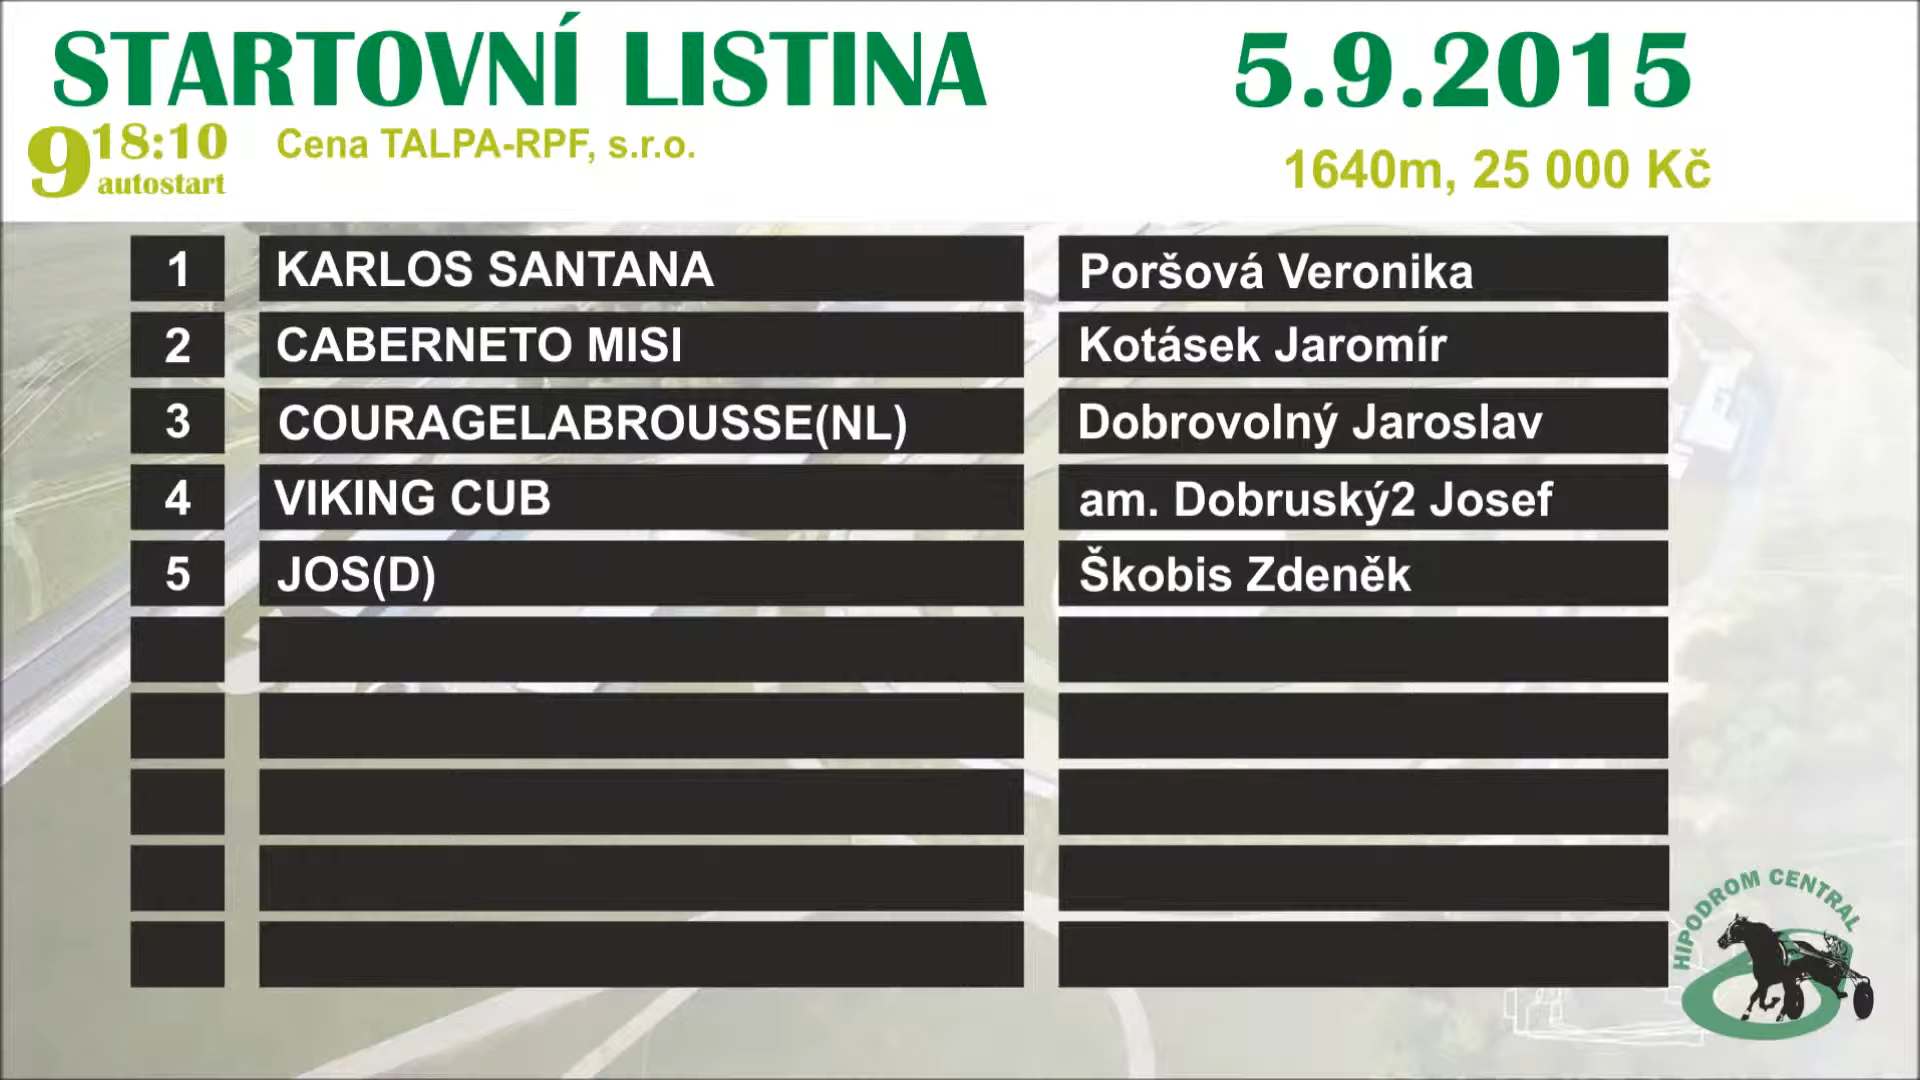 STARTOVNÍ LISTINA 5.9.2015
9 18:10 Cena TALPA-RPF, s.r.o.
autostart 1640m, 25 000 Kč
1 KARLOS SANTANA Poršová Veronika
2 CABERNETO MISI Kotásek Jaromír
3 COURAGELABROUSSE(NL) Dobrovolný Jaroslav
4 VIKING CUB am. Dobruský2 Josef
5 JOS(D) Škobis Zdeněk
HIPODROM CENTRAL